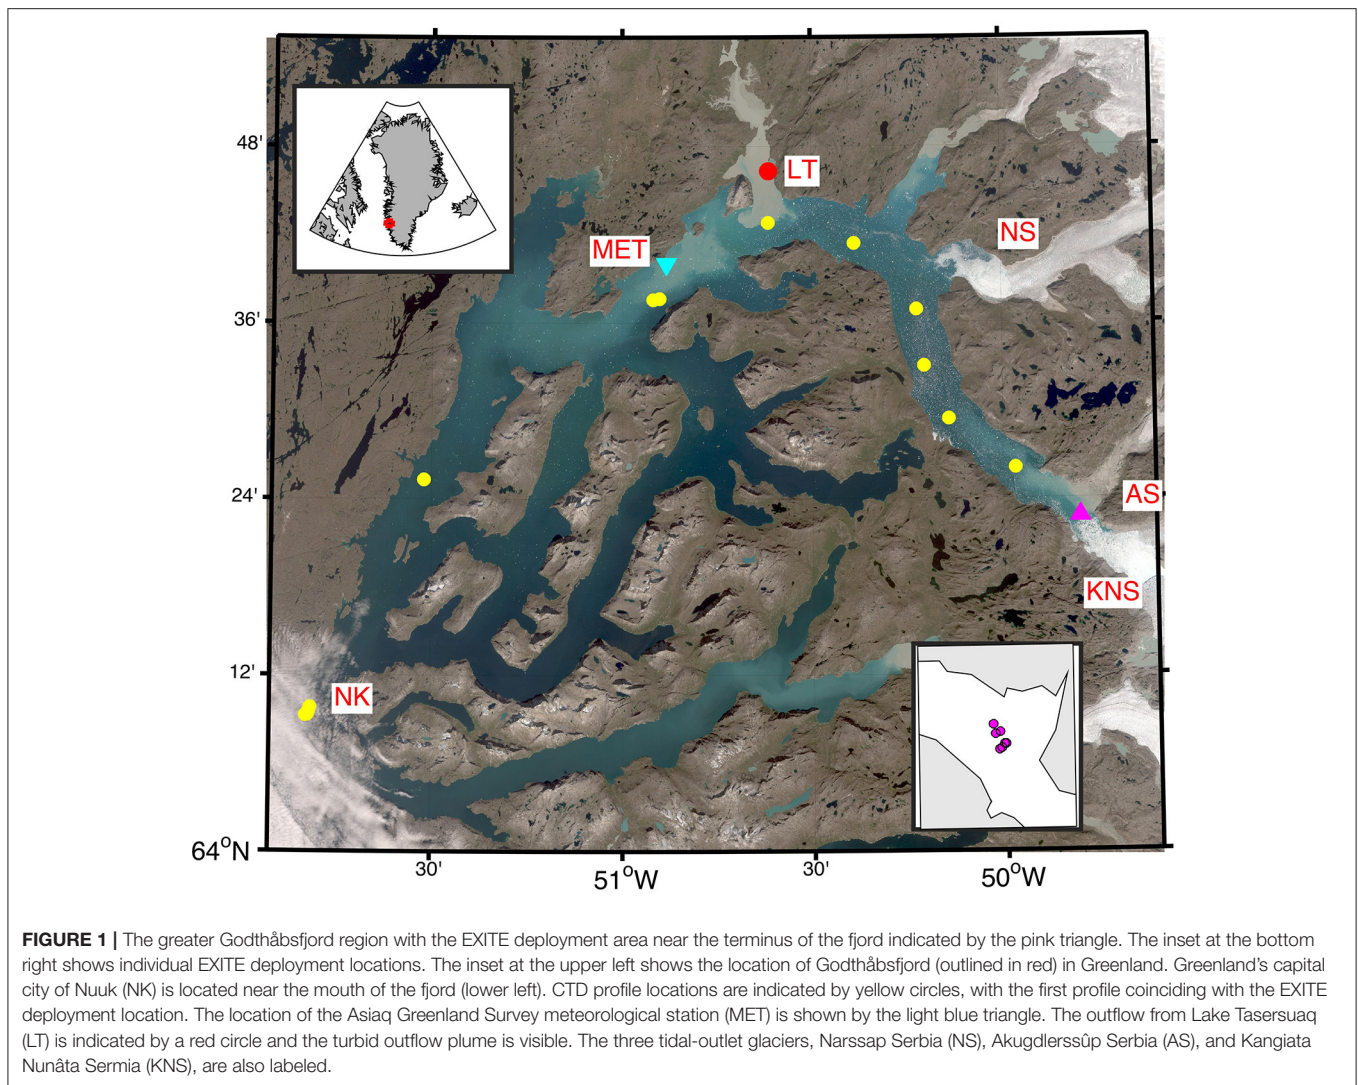 48'
LT
NS
MET
36'
24'
AS
KNS
12'
NK
64°N
30'
51°W
30'
50°W
FIGURE 1 | The greater Godthåbsfjord region with the EXITE deployment area near the terminus of the fjord indicated by the pink triangle. The inset at the bottom
right shows individual EXITE deployment locations. The inset at the upper left shows the location of Godthåbsfjord (outlined in red) in Greenland. Greenland's capital
city of Nuuk (NK) is located near the mouth of the fjord (lower left). CTD profile locations are indicated by yellow circles, with the first profile coinciding with the EXITE
deployment location. The location of the Asiaq Greenland Survey meteorological station (MET) is shown by the light blue triangle. The outflow from Lake Tasersuaq
(LT) is indicated by a red circle and the turbid outflow plume is visible. The three tidal-outlet glaciers, Narssap Serbia (NS), Akugdlerssûp Serbia (AS), and Kangiata
Nunâta Sermia (KNS), are also labeled.